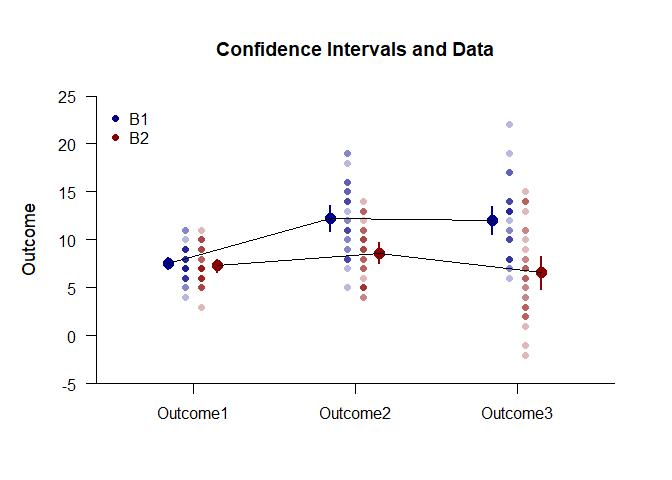 Confidence Intervals and Data
25
20
15
10
5
0
-5
Outcome
B1
B2
Outcome1
Outcome2
Outcome3